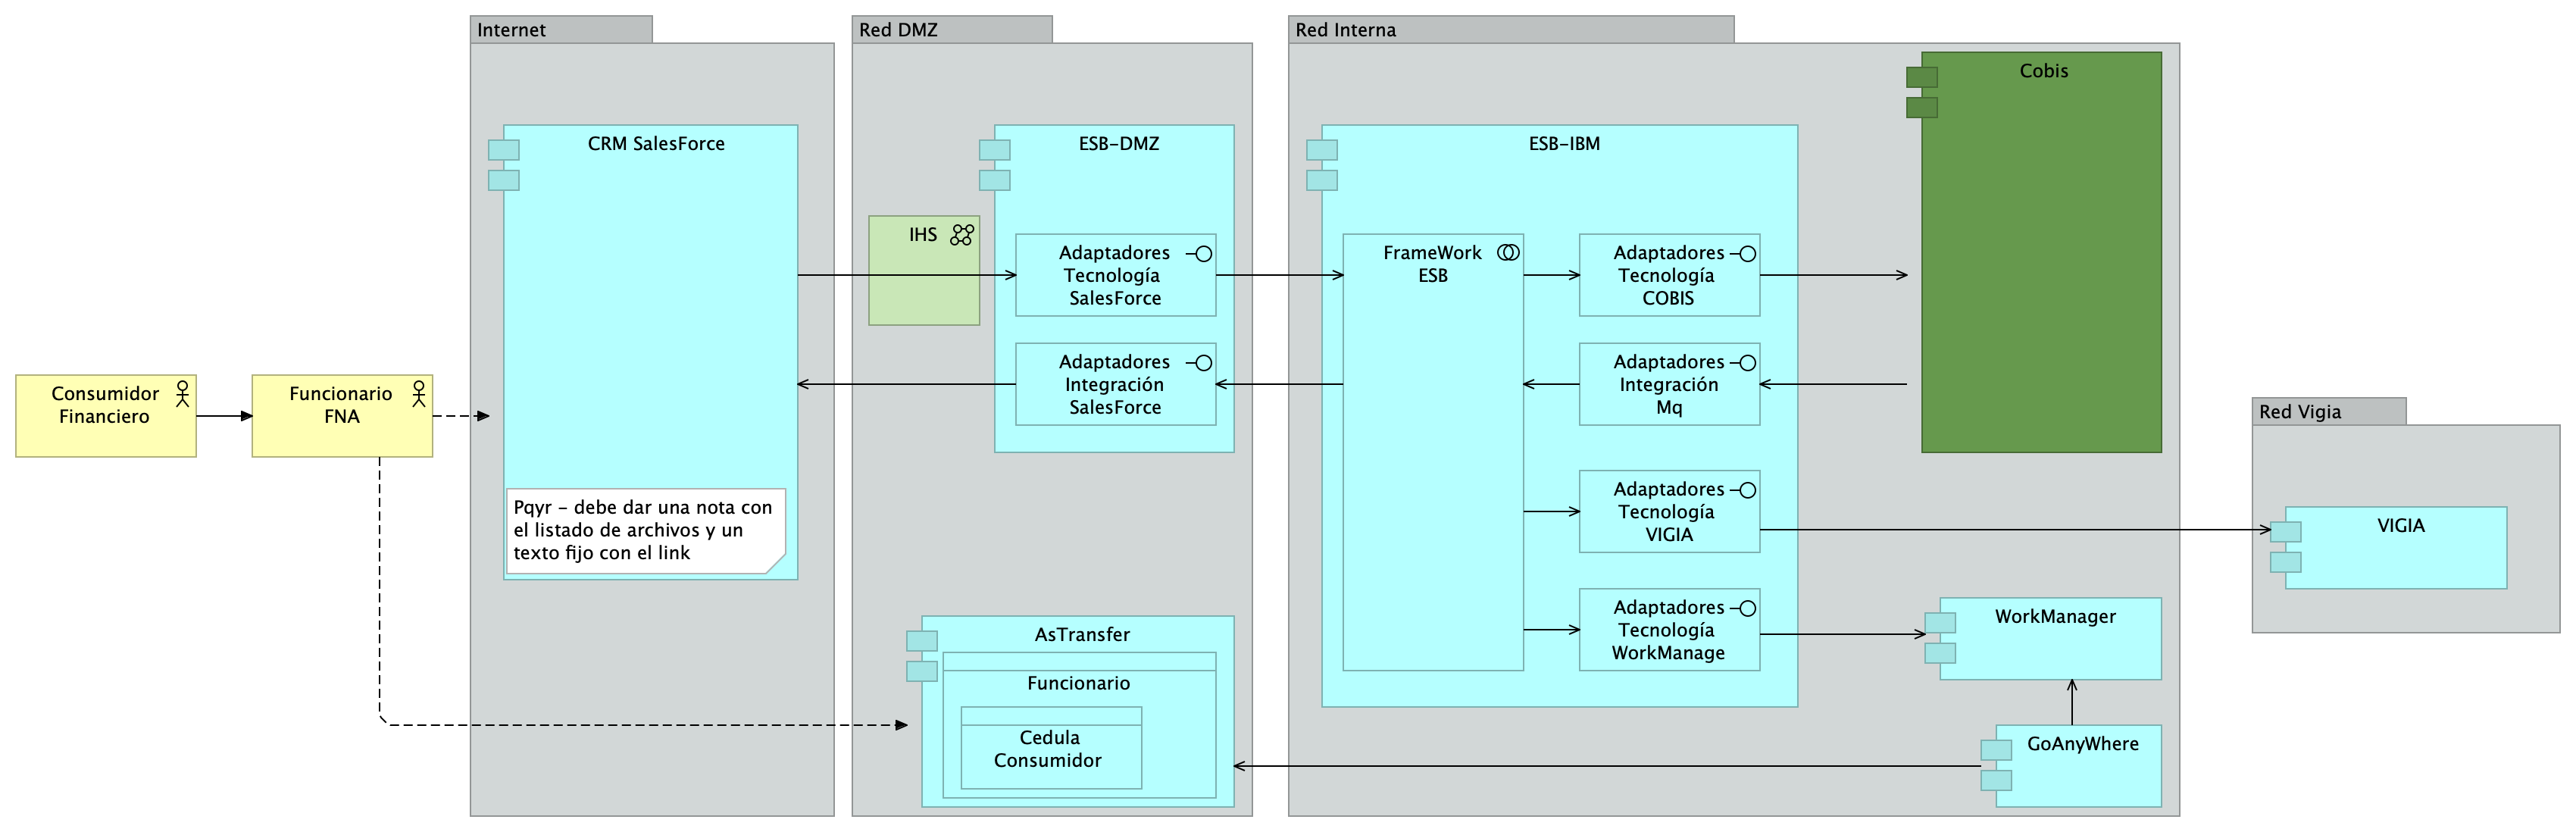 Internet
Red DMZ
Red Interna
Cobis
CRM SalesForce
ESB-DMZ
ESB-IBM
IHS
Adaptadores
Tecnología
SalesForce
FrameWork
ESB
Adaptadores
Tecnología
COBIS
Adaptadores
Integración
SalesForce
Adaptadores
Integración
Mq
Consumidor
Financiero
Funcionario
FNA
Red Vigia
Pqyr - debe dar una nota con
el listado de archivos y un
texto fijo con el link
Adaptadores
Tecnología
VIGIA
VIGIA
AsTransfer
Funcionario
Cedula
Consumidor
Adaptadores
Tecnología
WorkManage
WorkManager
GoAnyWhere